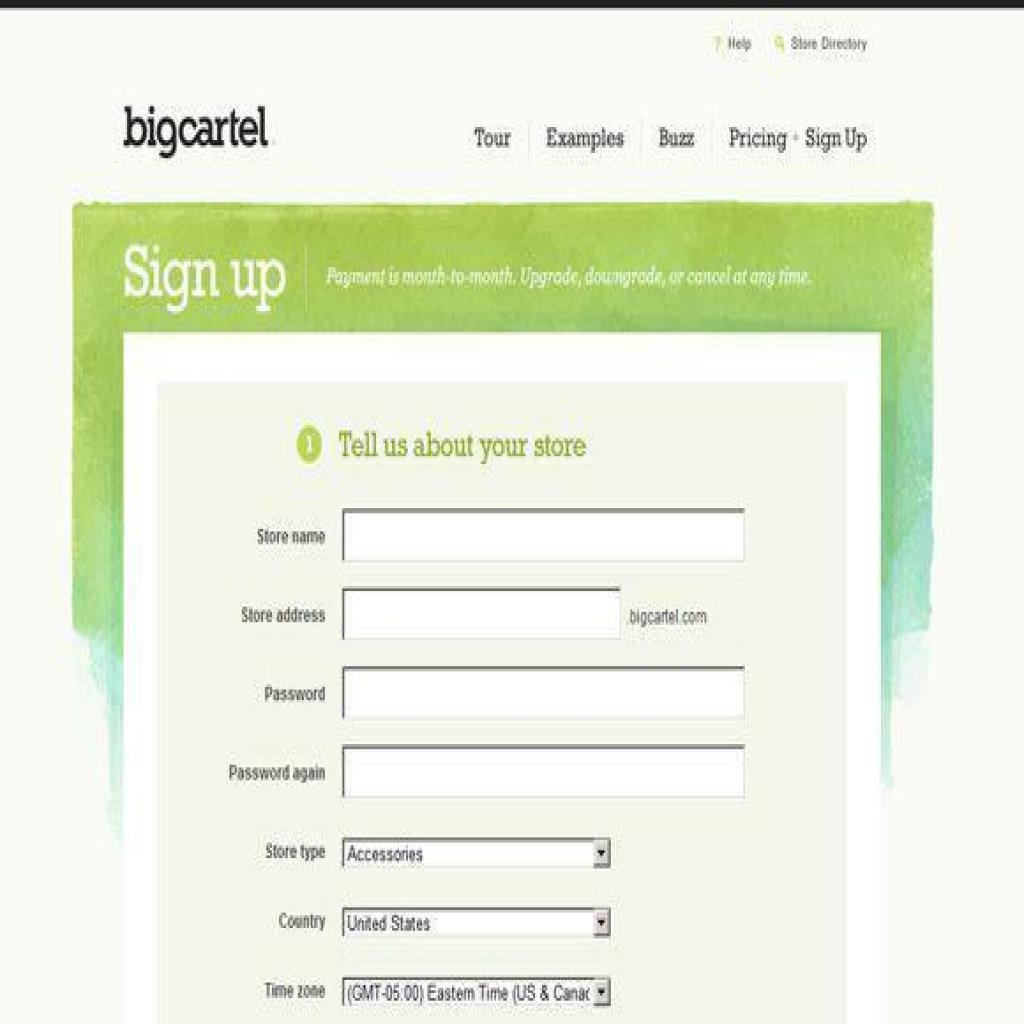 ? Help Store Directory
bigcartel
Tour Examples Buzz Pricing + Sign Up
Sign up
Payment is month-to-month. Upgrade, downgrade, or cancel at any time.
1 Tell us about your store
Store name
Store address .bigcartel.com
Password
Password again
Store type Accessories
Country United States
Time zone (GMT-05:00) Eastern Time (US & Canac